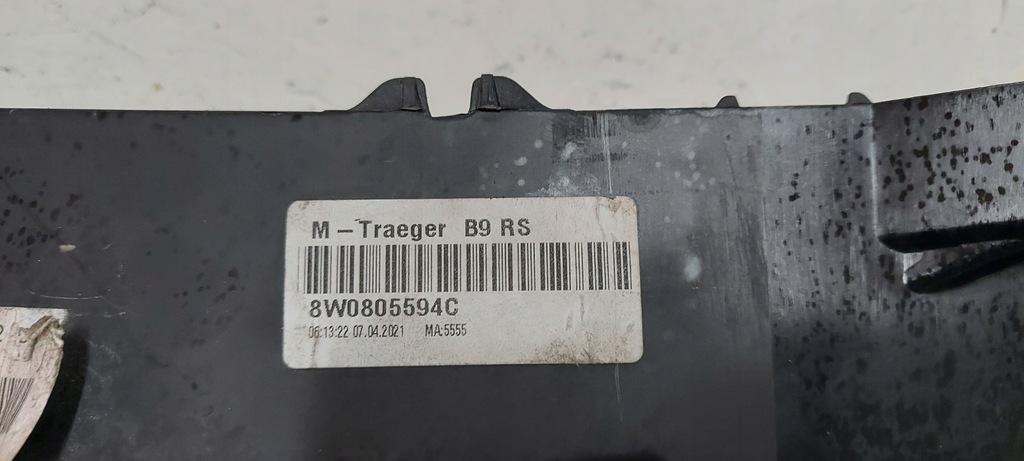 M – Traeger B9 RS
8W0805594C
06:13:22 07.04.2021 MA:5555